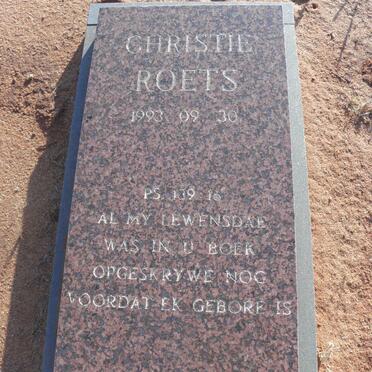 CHRISTIE
ROETS
1993 09 30
PS 139 16
AL MY LEWENSDAE
WAS IN U BOEK
OPGESKRYWE NOG
VOORDAT EK GEBORE IS